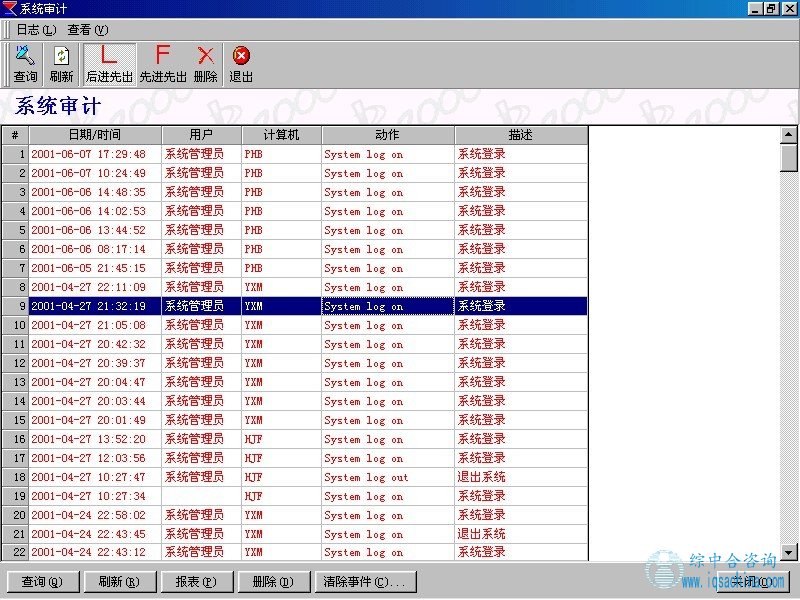 系统审计
日志(L) 查看(V)
查询 刷新 后进先出 先进先出 删除 退出
系统审计
# 日期/时间 用户 计算机 动作 描述
1 2001-06-07 17:29:48 系统管理员 PHB System log on 系统登录
2 2001-06-07 10:24:49 系统管理员 PHB System log on 系统登录
3 2001-06-06 14:48:35 系统管理员 PHB System log on 系统登录
4 2001-06-06 14:02:53 系统管理员 PHB System log on 系统登录
5 2001-06-06 13:44:52 系统管理员 PHB System log on 系统登录
6 2001-06-06 08:17:14 系统管理员 PHB System log on 系统登录
7 2001-06-05 21:45:15 系统管理员 PHB System log on 系统登录
8 2001-04-27 22:11:09 系统管理员 YXM System log on 系统登录
9 2001-04-27 21:32:19 系统管理员 YXM System log on 系统登录
10 2001-04-27 21:05:08 系统管理员 YXM System log on 系统登录
11 2001-04-27 20:42:32 系统管理员 YXM System log on 系统登录
12 2001-04-27 20:39:37 系统管理员 YXM System log on 系统登录
13 2001-04-27 20:04:47 系统管理员 YXM System log on 系统登录
14 2001-04-27 20:03:44 系统管理员 YXM System log on 系统登录
15 2001-04-27 20:01:49 系统管理员 YXM System log on 系统登录
16 2001-04-27 13:52:20 系统管理员 HJF System log on 系统登录
17 2001-04-27 12:03:56 系统管理员 HJF System log on 系统登录
18 2001-04-27 10:27:47 系统管理员 HJF System log out 退出系统
19 2001-04-27 10:27:34 HJF System log on 系统登录
20 2001-04-24 22:58:02 系统管理员 YXM System log on 系统登录
21 2001-04-24 22:43:45 系统管理员 YXM System log on 退出系统
22 2001-04-24 22:43:12 系统管理员 YXM System log on 系统登录
综中合咨询
查询(Q) 刷新(R) 报表(P) 删除(D) 清除事件(C)...